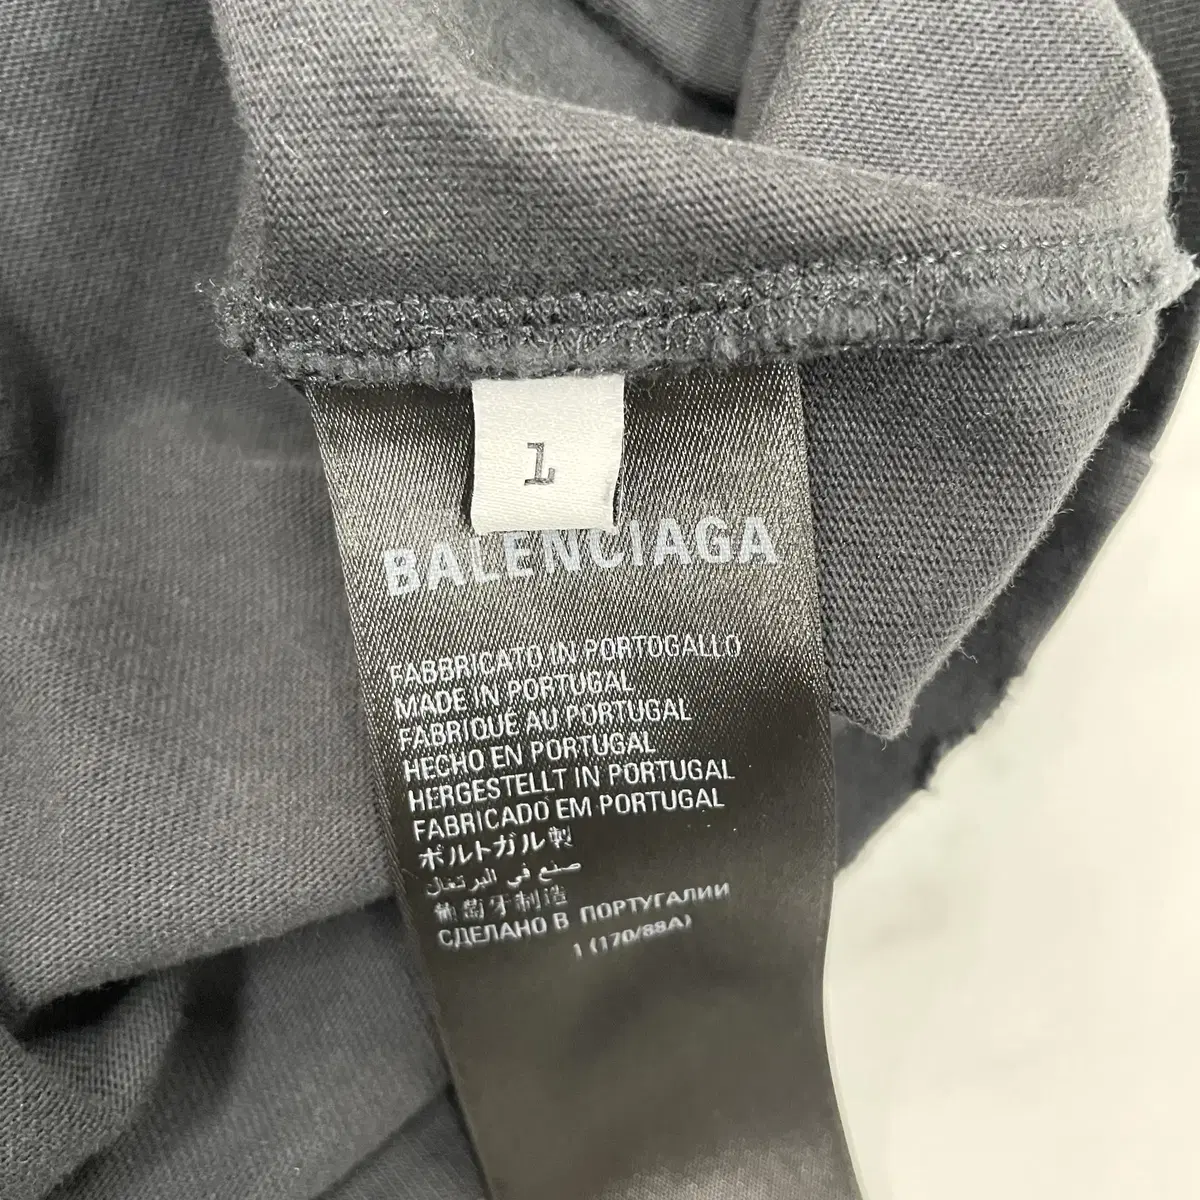 1
BALENCIAGA
FABBRICATO IN PORTOGALLO
MADE IN PORTUGAL
FABRIQUÉ AU PORTUGAL
HECHO EN PORTUGAL
HERGESTELLT IN PORTUGAL
FABRICADO EM PORTUGAL
ポルトガル製
صنع في البرتغال
葡萄牙制造
СДЕЛАНО В ПОРТУГАЛИИ
1 (170/88A)